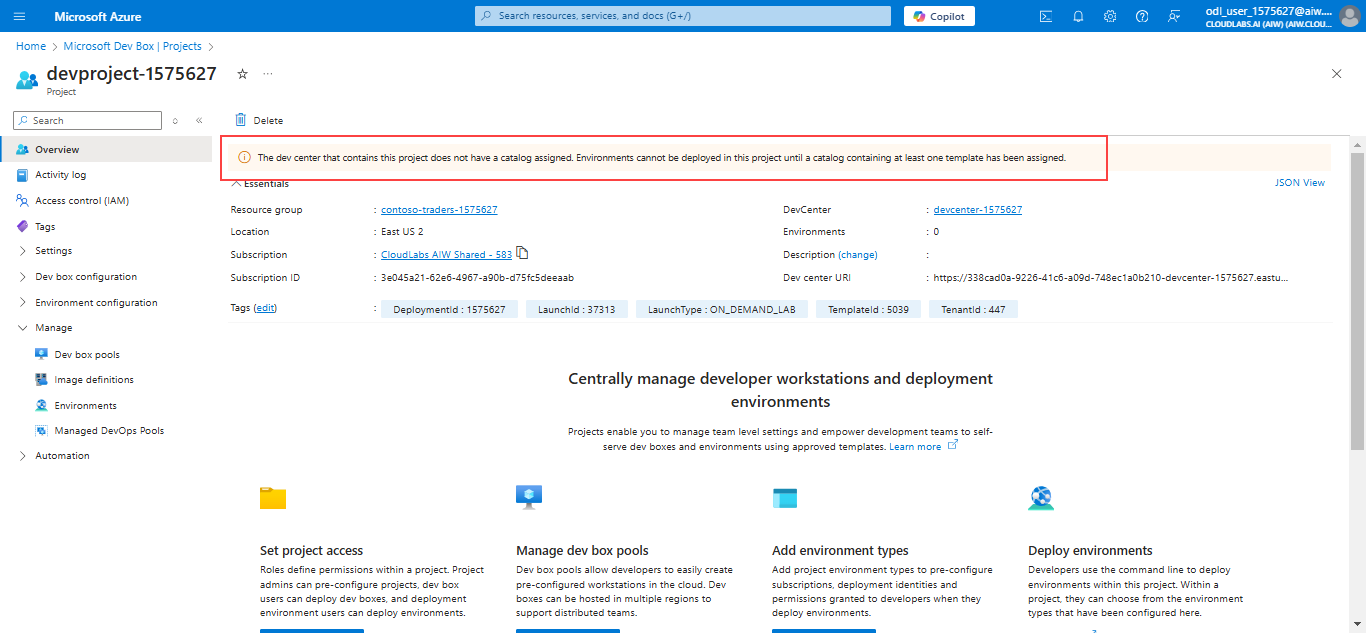 Microsoft Azure
Search resources, services, and docs (G+/)
Copilot
odl_user_1575627@aiw....
CLOUDLABS.AI (AIW) (AIW.CLOU...
Home > Microsoft Dev Box | Projects >
devproject-1575627
Project
Search
Delete
Overview
Activity log
Access control (IAM)
Tags
Settings
Dev box configuration
Environment configuration
Manage
Dev box pools
Image definitions
Environments
Managed DevOps Pools
Automation
The dev center that contains this project does not have a catalog assigned. Environments cannot be deployed in this project until a catalog containing at least one template has been assigned.
Essentials
JSON View
Resource group : contoso-traders-1575627
Location : East US 2
Subscription : CloudLabs AIW Shared - 583
Subscription ID : 3e045a21-62e6-4967-a90b-d75fc5deeaab
DevCenter : devcenter-1575627
Environments : 0
Description (change) :
Dev center URI : https://338cad0a-9226-41c6-a09d-748ec1a0b210-devcenter-1575627.eastu...
Tags (edit) : DeploymentId : 1575627 LaunchId : 37313 LaunchType : ON_DEMAND_LAB TemplateId : 5039 TenantId : 447
Centrally manage developer workstations and deployment
environments
Projects enable you to manage team level settings and empower development teams to self-
serve dev boxes and environments using approved templates. Learn more
Set project access
Roles define permissions within a project. Project
admins can pre-configure projects, dev box
users can deploy dev boxes, and deployment
environment users can deploy environments.
Manage dev box pools
Dev box pools allow developers to easily create
pre-configured workstations in the cloud. Dev
boxes can be hosted in multiple regions to
support distributed teams.
Add environment types
Add project environment types to pre-configure
subscriptions, deployment identities and
permissions granted to developers when they
deploy environments.
Deploy environments
Developers use the command line to deploy
environments within this project. Within a
project, they can choose from the environment
types that have been configured here.